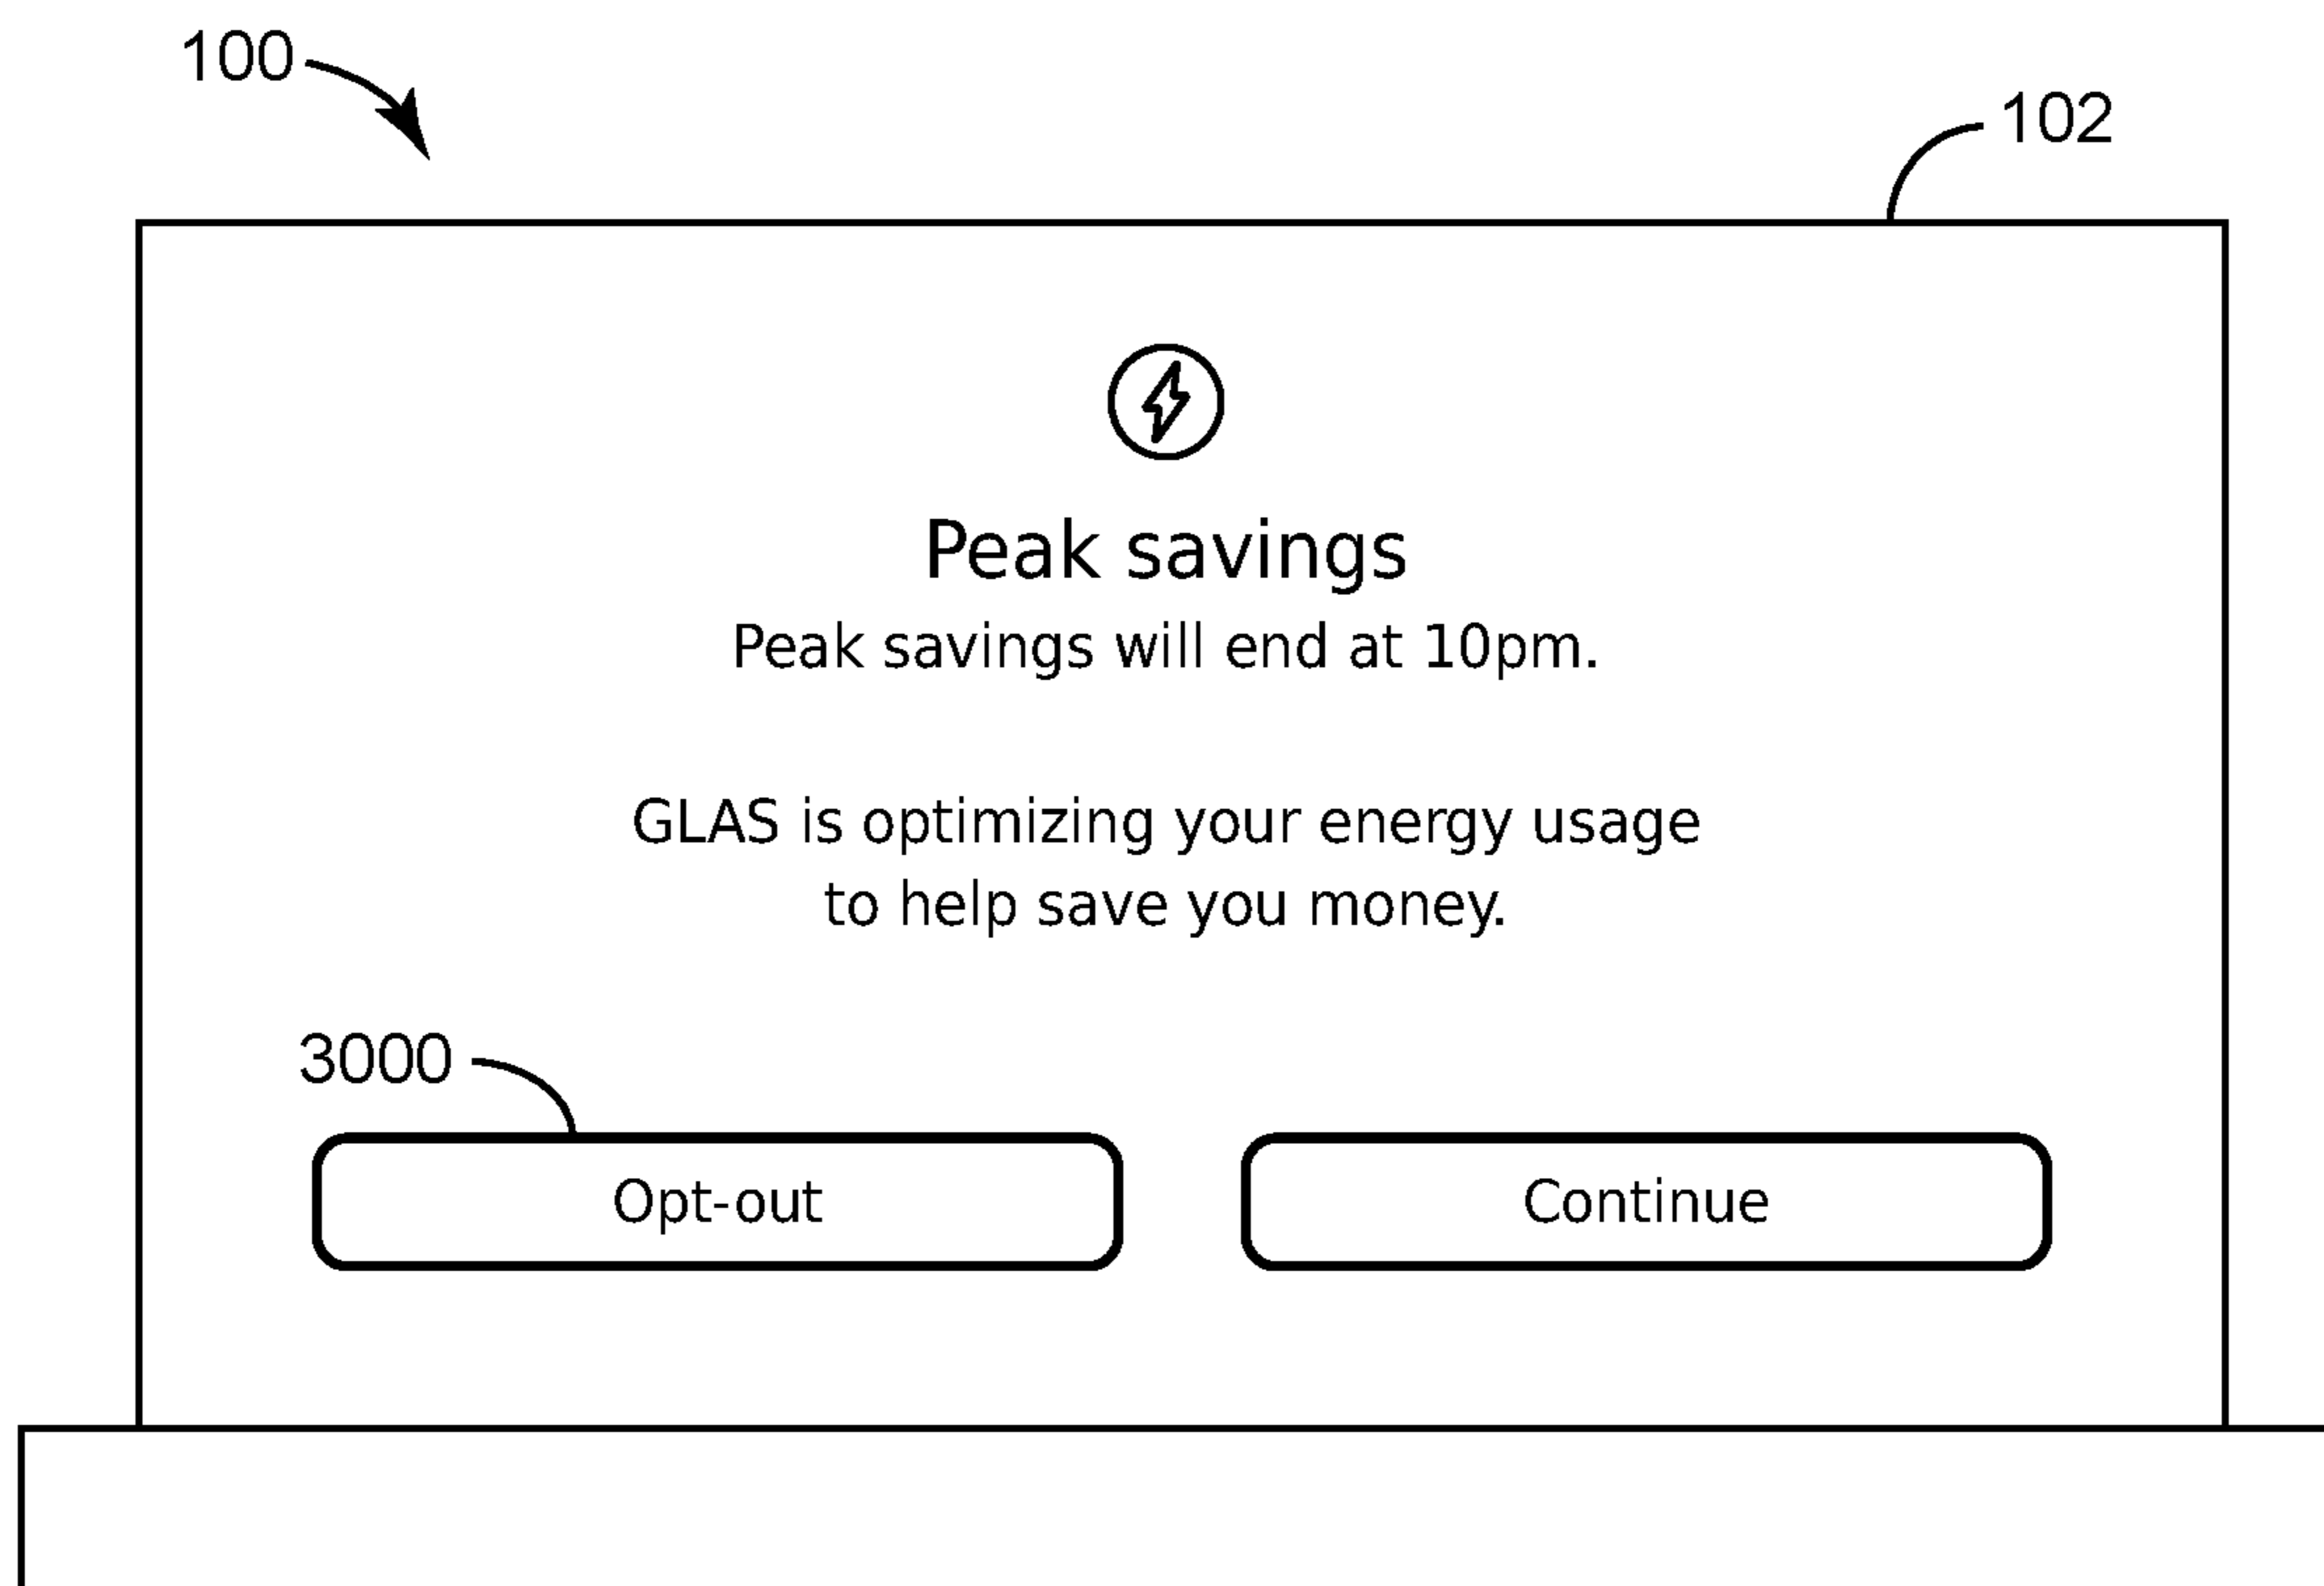 100
102
Peak savings
Peak savings will end at 10pm.
GLAS is optimizing your energy usage
to help save you money.
3000
Opt-out
Continue